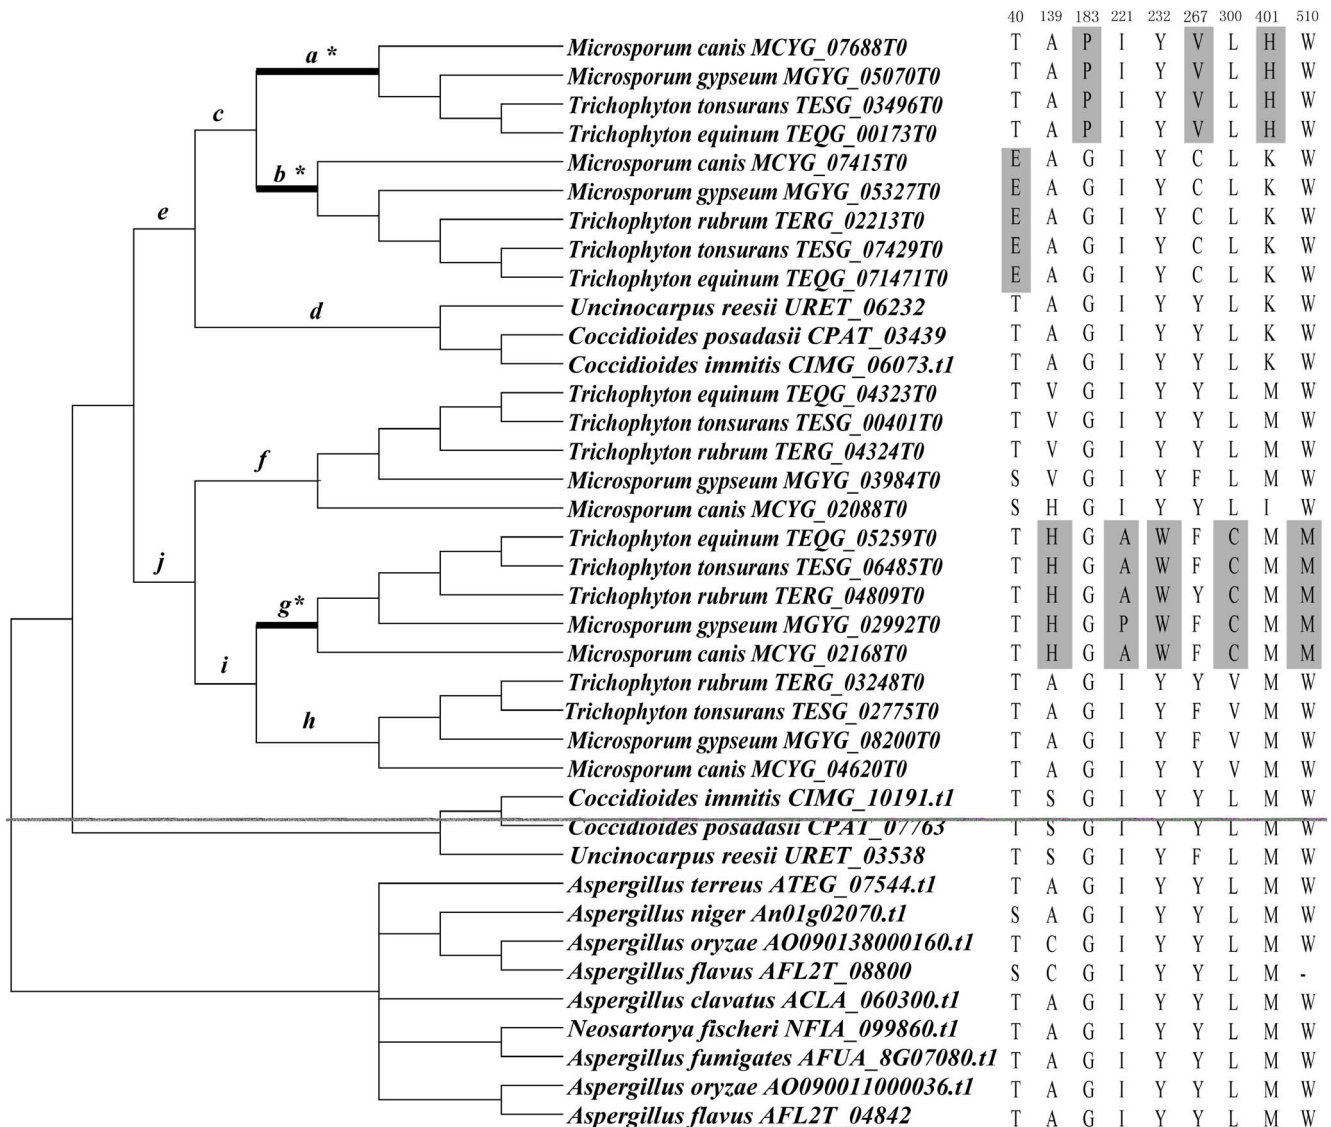 40 139 183 221 232 267 300 401 510
a * Microsporum canis MCYG_07688T0 T A P I Y V L H W
Microsporum gypseum MGYG_05070T0 T A P I Y V L H W
Trichophyton tonsurans TESG_03496T0 T A P I Y V L H W
c
Trichophyton equinum TEQG_00173T0 T A P I Y V L H W
Microsporum canis MCYG_07415T0 E A G I Y C L K W
b *
Microsporum gypseum MGYG_05327T0 E A G I Y C L K W
e Trichophyton rubrum TERG_02213T0 E A G I Y C L K W
Trichophyton tonsurans TESG_07429T0 E A G I Y C L K W
Trichophyton equinum TEQG_071471T0 E A G I Y C L K W
d Uncinocarpus reesii URET_06232 T A G I Y Y L K W
Coccidioides posadasii CPAT_03439 T A G I Y Y L K W
Coccidioides immitis CIMG_06073.t1 T A G I Y Y L K W
Trichophyton equinum TEQG_04323T0 T V G I Y Y L M W
Trichophyton tonsurans TESG_00401T0 T V G I Y Y L M W
f Trichophyton rubrum TERG_04324T0 T V G I Y Y L M W
Microsporum gypseum MGYG_03984T0 S V G I Y F L M W
Microsporum canis MCYG_02088T0 S H G I Y Y L I W
Trichophyton equinum TEQG_05259T0 T H G A W F C M M
j Trichophyton tonsurans TESG_06485T0 T H G A W F C M M
g* Trichophyton rubrum TERG_04809T0 T H G A W Y C M M
Microsporum gypseum MGYG_02992T0 T H G P W F C M M
i Microsporum canis MCYG_02168T0 T H G A W F C M M
Trichophyton rubrum TERG_03248T0 T A G I Y Y V M W
h Trichophyton tonsurans TESG_02775T0 T A G I Y F V M W
Microsporum gypseum MGYG_08200T0 T A G I Y F V M W
Microsporum canis MCYG_04620T0 T A G I Y Y V M W
Coccidioides immitis CIMG_10191.t1 T S G I Y Y L M W
Coccidioides posadasii CPAT_07763 T S G I Y Y L M W
Uncinocarpus reesii URET_03538 T S G I Y F L M W
Aspergillus terreus ATEG_07544.t1 T A G I Y Y L M W
Aspergillus niger An01g02070.t1 S A G I Y Y L M W
Aspergillus oryzae AO090138000160.t1 T C G I Y Y L M W
Aspergillus flavus AFL2T_08800 S C G I Y Y L M -
Aspergillus clavatus ACLA_060300.t1 T A G I Y Y L M W
Neosartorya fischeri NFIA_099860.t1 T A G I Y Y L M W
Aspergillus fumigates AFUA_8G07080.t1 T A G I Y Y L M W
Aspergillus oryzae AO090011000036.t1 T A G I Y Y L M W
Aspergillus flavus AFL2T_04842 T A G I Y Y L M W